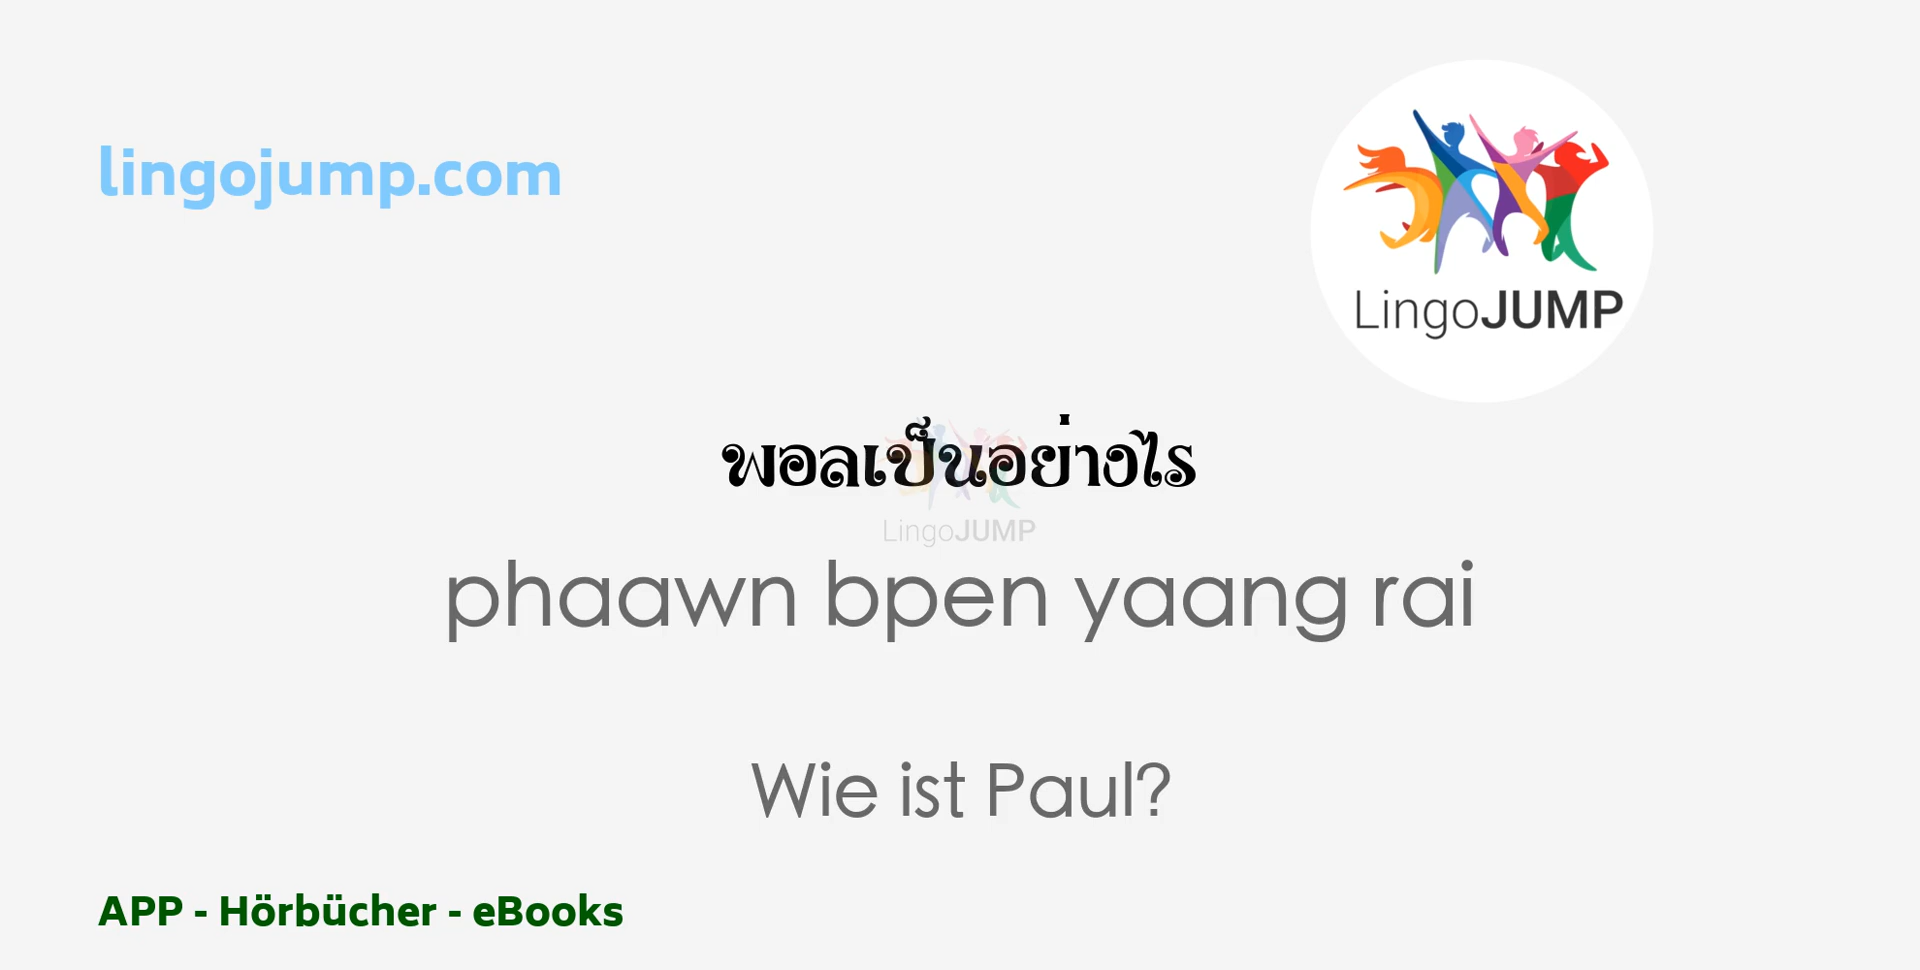 lingojump.com
LingoJUMP
พอลเป็นอย่างไร
LingoJUMP
phaawn bpen yaang rai
Wie ist Paul?
APP - Hörbücher - eBooks